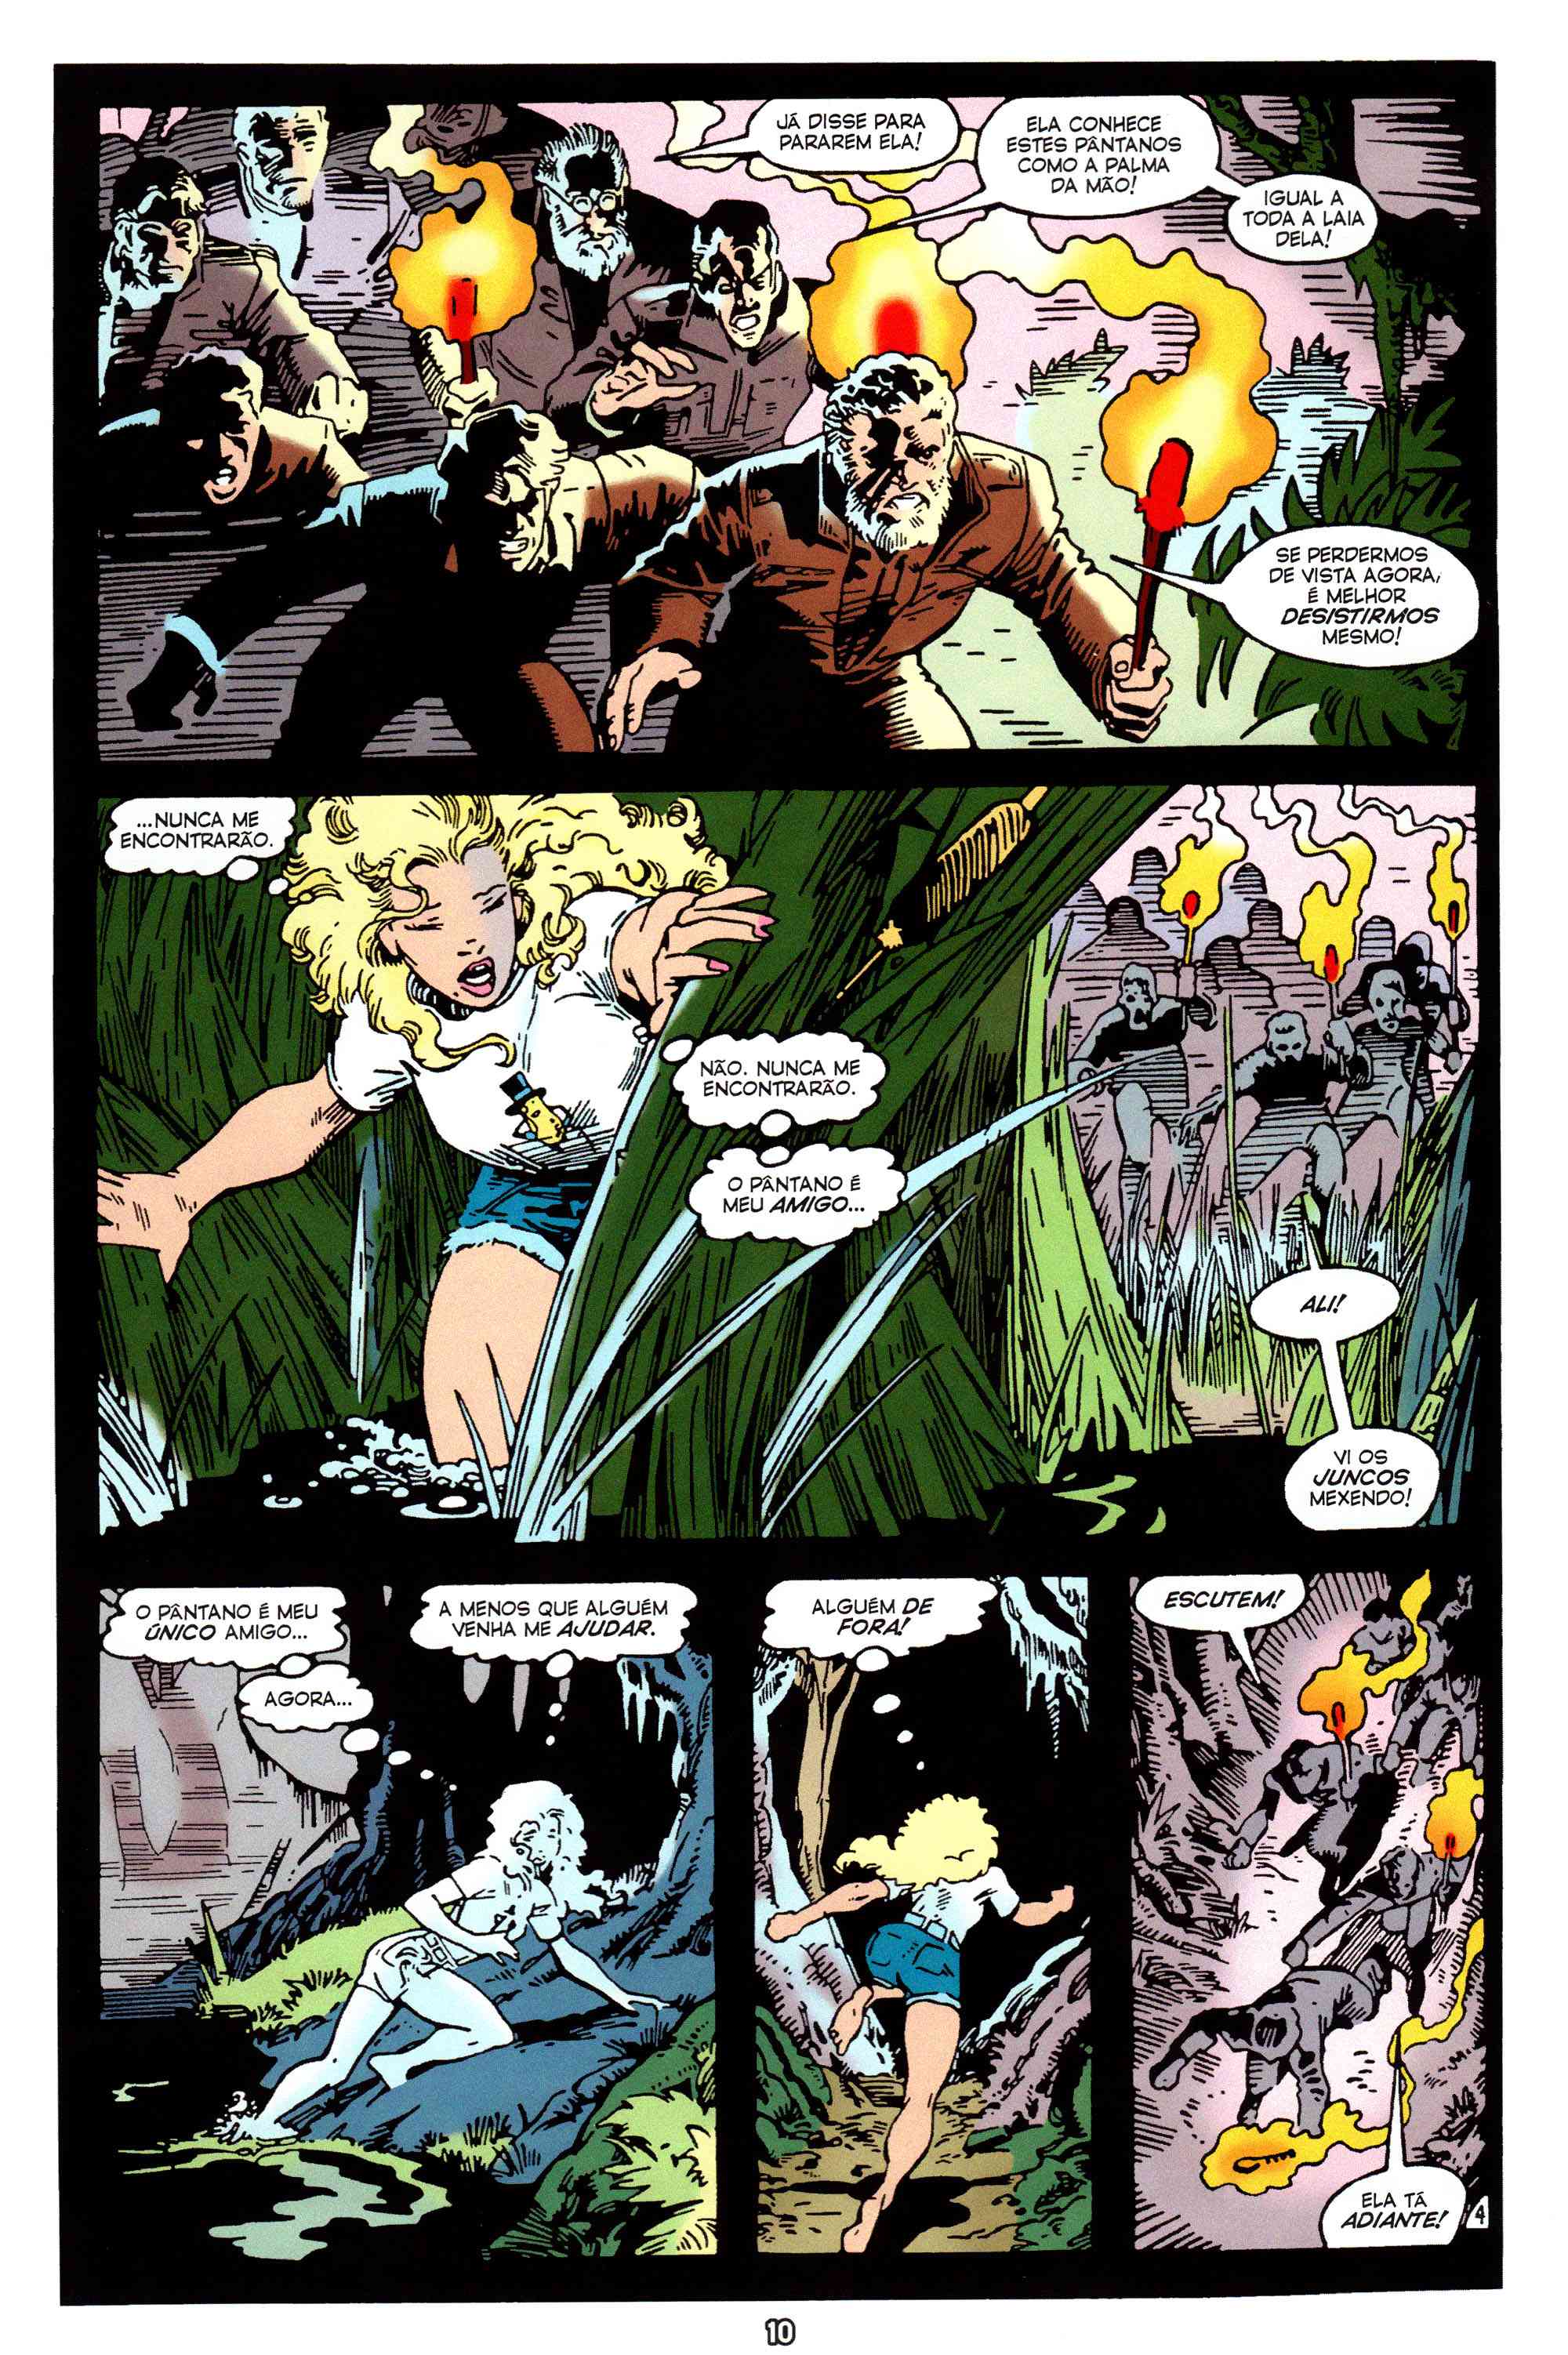 JÁ DISSE PARA
PARAREM ELA!
ELA CONHECE
ESTES PÂNTANOS
COMO A PALMA
DA MÃO!
IGUAL A
TODA A LAIA
DELA!
SE PERDERMOS
DE VISTA AGORA,
É MELHOR
DESISTIRMOS
MESMO!
...NUNCA ME
ENCONTRARÃO.
NÃO. NUNCA ME
ENCONTRARÃO.
O PÂNTANO É
MEU AMIGO...
ALI!
VI OS
JUNCOS
MEXENDO!
O PÂNTANO É MEU
ÚNICO AMIGO...
AGORA...
A MENOS QUE ALGUÉM
VENHA ME AJUDAR.
ALGUÉM DE
FORA!
ESCUTEM!
ELA TÁ
ADIANTE!
4
10